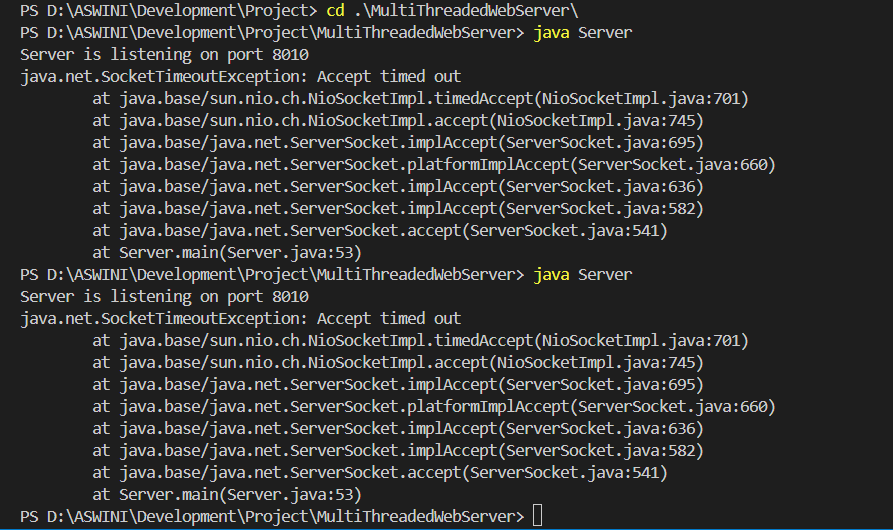 PS D:\ASWINI\Development\Project> cd .\MultiThreadedWebServer\
PS D:\ASWINI\Development\Project\MultiThreadedWebServer> java Server
Server is listening on port 8010
java.net.SocketTimeoutException: Accept timed out
        at java.base/sun.nio.ch.NioSocketImpl.timedAccept(NioSocketImpl.java:701)
        at java.base/sun.nio.ch.NioSocketImpl.accept(NioSocketImpl.java:745)
        at java.base/java.net.ServerSocket.implAccept(ServerSocket.java:695)
        at java.base/java.net.ServerSocket.platformImplAccept(ServerSocket.java:660)
        at java.base/java.net.ServerSocket.implAccept(ServerSocket.java:636)
        at java.base/java.net.ServerSocket.implAccept(ServerSocket.java:582)
        at java.base/java.net.ServerSocket.accept(ServerSocket.java:541)
        at Server.main(Server.java:53)
PS D:\ASWINI\Development\Project\MultiThreadedWebServer> java Server
Server is listening on port 8010
java.net.SocketTimeoutException: Accept timed out
        at java.base/sun.nio.ch.NioSocketImpl.timedAccept(NioSocketImpl.java:701)
        at java.base/sun.nio.ch.NioSocketImpl.accept(NioSocketImpl.java:745)
        at java.base/java.net.ServerSocket.implAccept(ServerSocket.java:695)
        at java.base/java.net.ServerSocket.platformImplAccept(ServerSocket.java:660)
        at java.base/java.net.ServerSocket.implAccept(ServerSocket.java:636)
        at java.base/java.net.ServerSocket.implAccept(ServerSocket.java:582)
        at java.base/java.net.ServerSocket.accept(ServerSocket.java:541)
        at Server.main(Server.java:53)
PS D:\ASWINI\Development\Project\MultiThreadedWebServer>